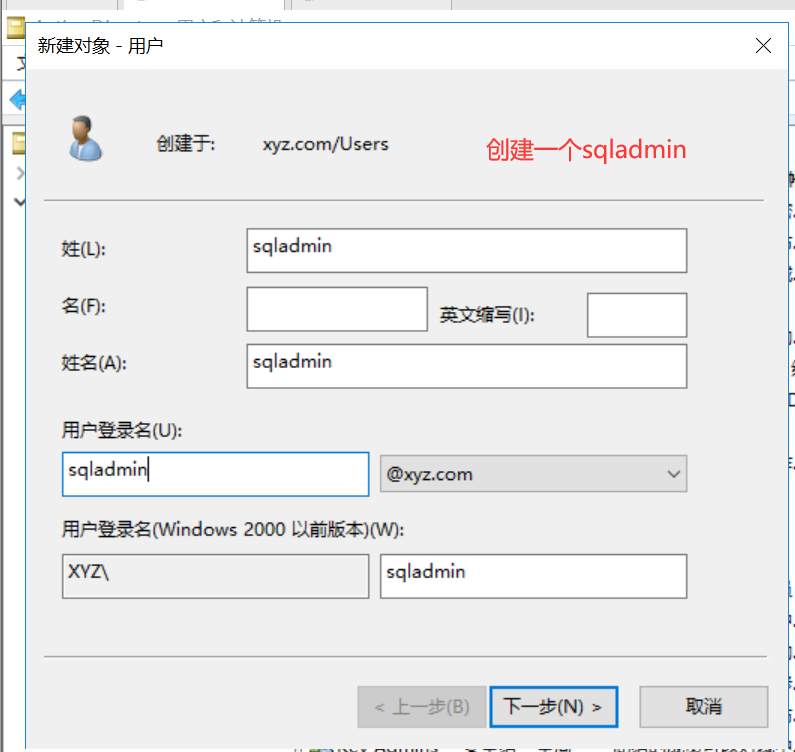 新建对象 - 用户
创建于:
xyz.com/Users
创建一个sqladmin
姓(L):
sqladmin
名(F):
英文缩写(I):
姓名(A):
sqladmin
用户登录名(U):
sqladmin
@xyz.com
用户登录名(Windows 2000 以前版本)(W):
XYZ\
sqladmin
< 上一步(B)
下一步(N) >
取消